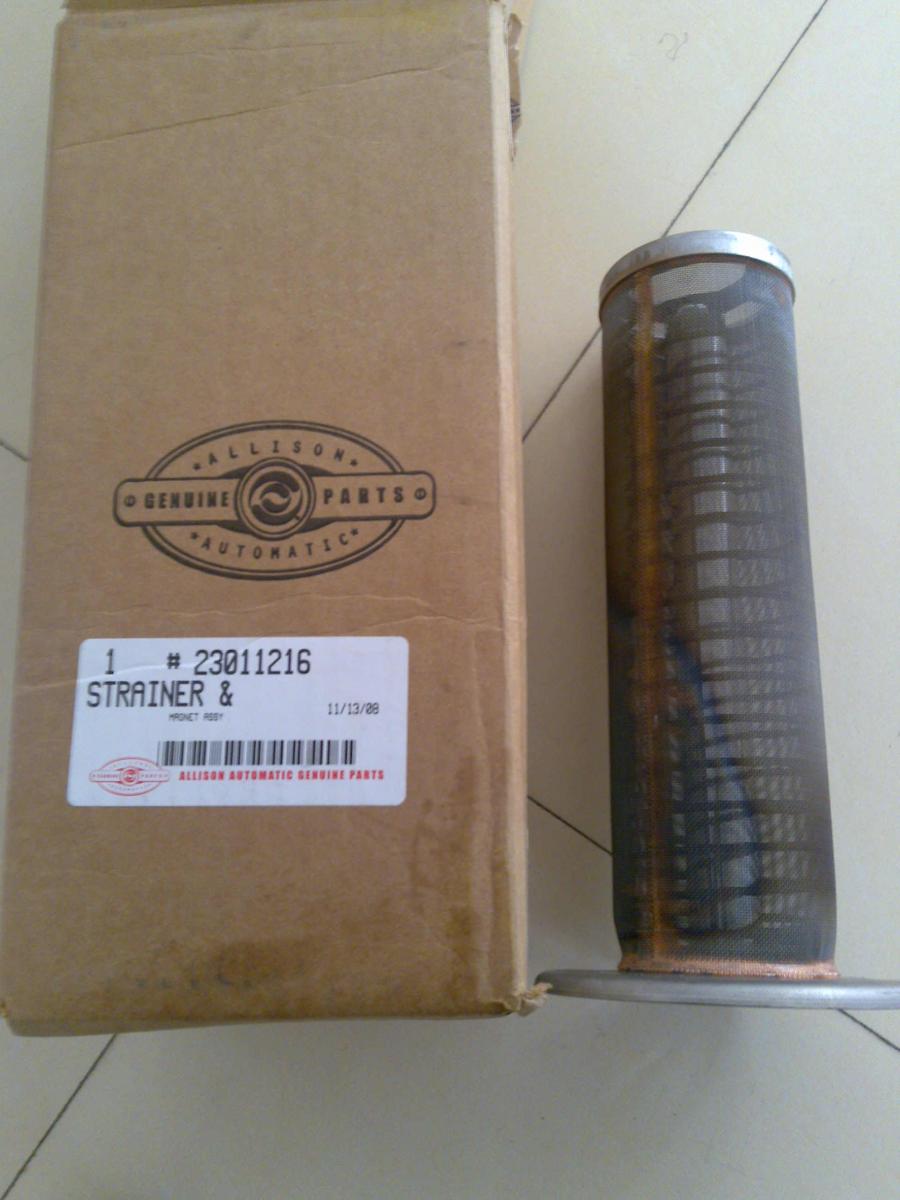 ★ALLISON★
GENUINE PARTS
★AUTOMATIC★
1 # 23011216
STRAINER &
MAGNET ASSY
11/13/08
ALLISON AUTOMATIC GENUINE PARTS